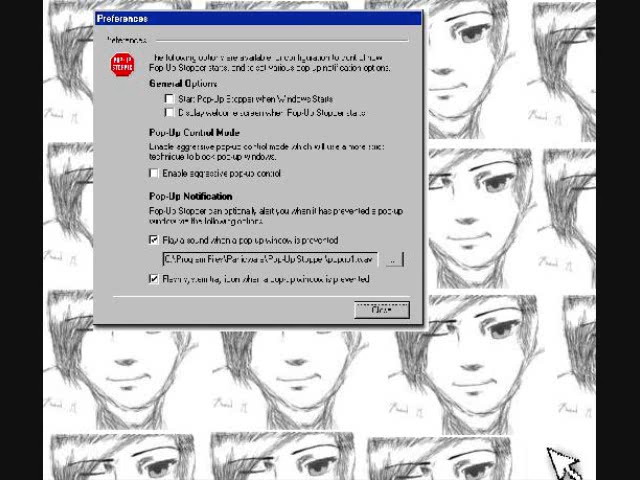 Preferences
Preferences
POP-UP
STOPPER
The following options are available for configuration to control how
Pop-Up Stopper starts, and to set various pop-up notification options.
General Options
Start Pop-Up Stopper when Windows Starts
Display welcome screen when Pop-Up Stopper starts
Pop-Up Control Mode
Enable aggressive pop-up control mode which will use a more strict
technique to block pop-up windows.
Enable aggressive pop-up control
Pop-Up Notification
Pop-Up Stopper can optionally alert you when it has prevented a pop-up
window via the following options.
Play a sound when a pop-up window is prevented
C:\Program Files\Panicware\Pop-Up Stopper\popup1.wav
...
Flash system tray icon when a pop-up window is prevented
Close